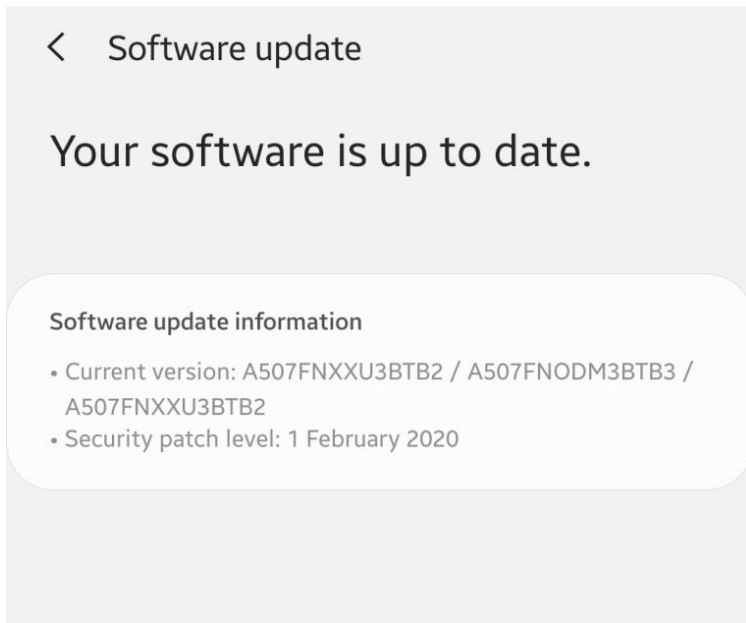 Software update
Your software is up to date.
Software update information
• Current version: A507FNXXU3BTB2 / A507FNODM3BTB3 /
A507FNXXU3BTB2
• Security patch level: 1 February 2020